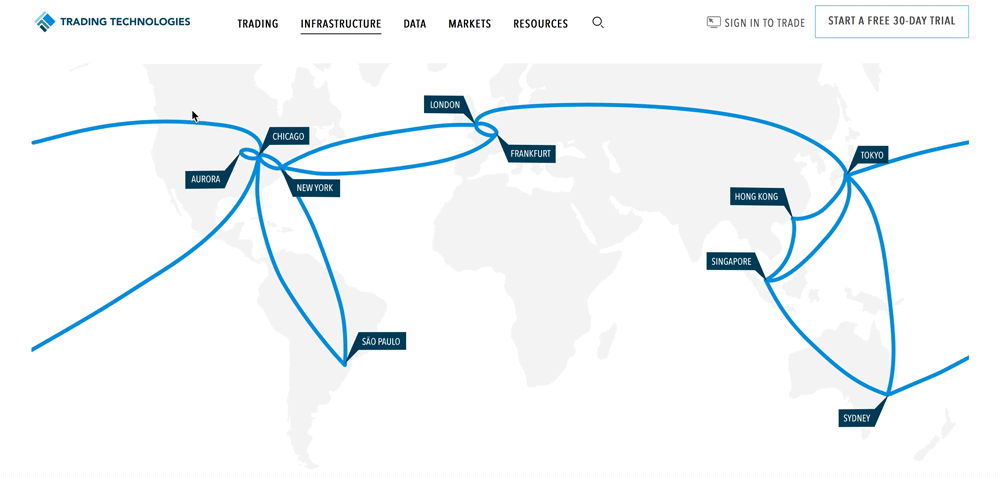 TRADING TECHNOLOGIES
TRADING
INFRASTRUCTURE
DATA
MARKETS
RESOURCES
SIGN IN TO TRADE
START A FREE 30-DAY TRIAL
LONDON
CHICAGO
FRANKFURT
TOKYO
AURORA
NEW YORK
HONG KONG
SINGAPORE
SÃO PAULO
SYDNEY